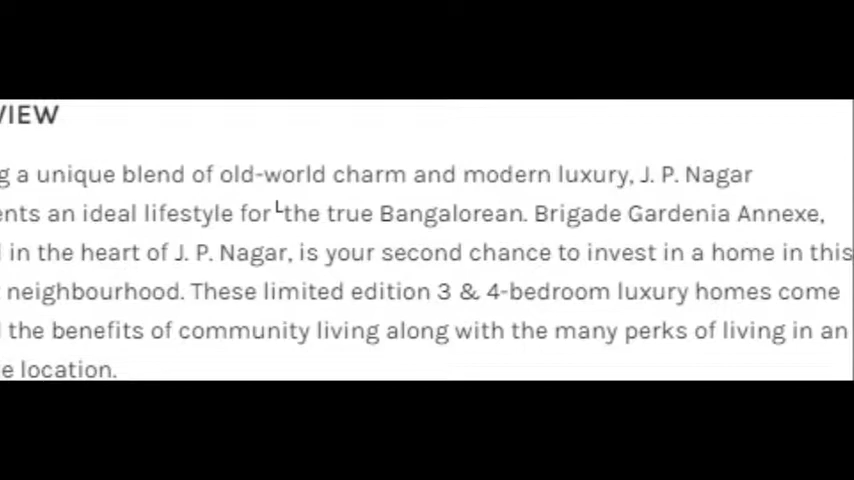 VIEW
g a unique blend of old-world charm and modern luxury, J. P. Nagar
ents an ideal lifestyle for the true Bangalorean. Brigade Gardenia Annexe,
in the heart of J. P. Nagar, is your second chance to invest in a home in this
neighbourhood. These limited edition 3 & 4-bedroom luxury homes come
the benefits of community living along with the many perks of living in an
e location.